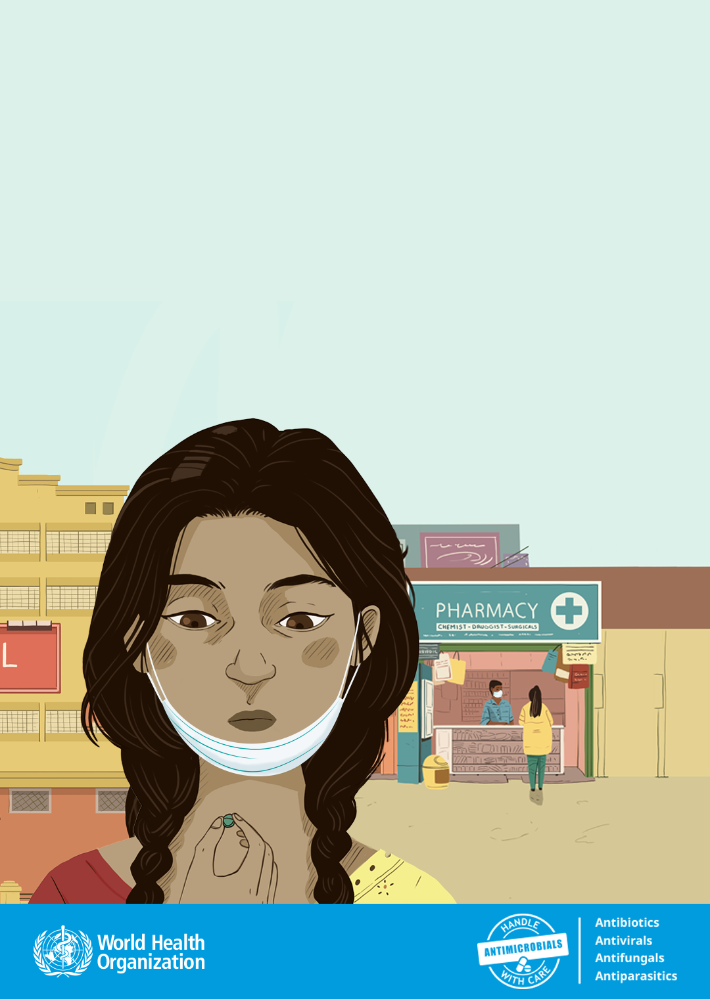 L
PHARMACY
CHEMIST - DRUGGIST - SURGICALS
World Health
Organization
HANDLE
ANTIMICROBIALS
WITH CARE
Antibiotics
Antivirals
Antifungals
Antiparasitics